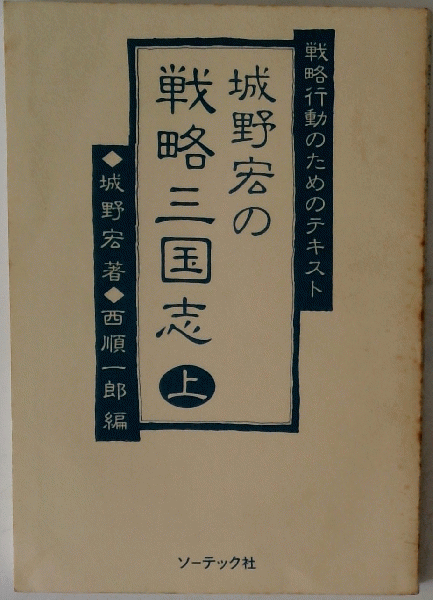 戦略行動のためのテキスト
城野宏の
戦略三国志 上
◆城野宏 著◆西順一郎 編
ソーテック社